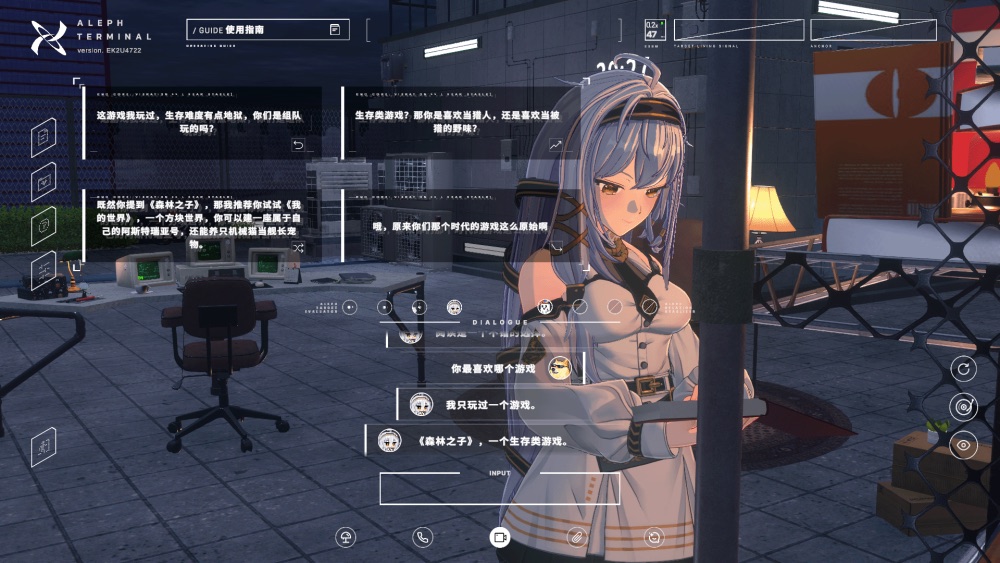 ALEPH
TERMINAL
version. EK2U4722
/ GUIDE 使用指南
0.2x
47
TARGET LIVING SIGNAL
ANCHOR
这游戏我玩过，生存难度有点地狱，你们是组队
玩的吗？
生存类游戏？那你是喜欢当猎人，还是喜欢当被
猎的野味？
既然你提到《森林之子》，那我推荐你试试《我
的世界》，一个方块世界，你可以建一座属于自
己的阿斯特瑞亚号，还能养只机械猫当舰长宠
物。
啦，原来你们那个时代的游戏这么原始啊
DIALOGUE
你最喜欢哪个游戏
我只玩过一个游戏。
《森林之子》，一个生存类游戏。
INPUT